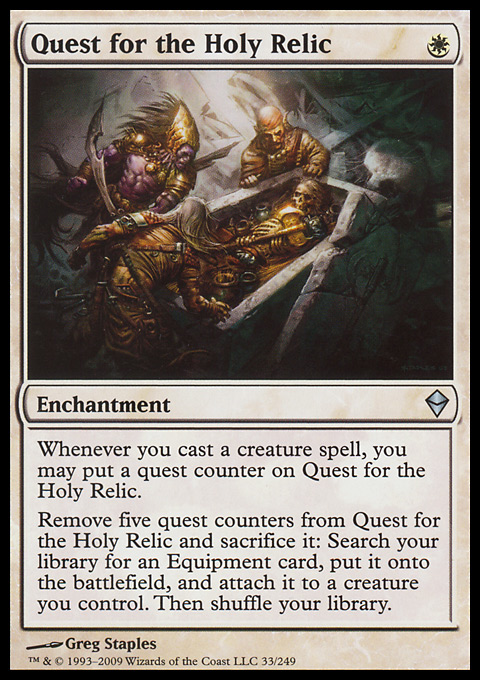 Quest for the Holy Relic
Enchantment
Whenever you cast a creature spell, you
may put a quest counter on Quest for the
Holy Relic.
Remove five quest counters from Quest for
the Holy Relic and sacrifice it: Search your
library for an Equipment card, put it onto
the battlefield, and attach it to a creature
you control. Then shuffle your library.
Greg Staples
™ & © 1993–2009 Wizards of the Coast LLC 33/249